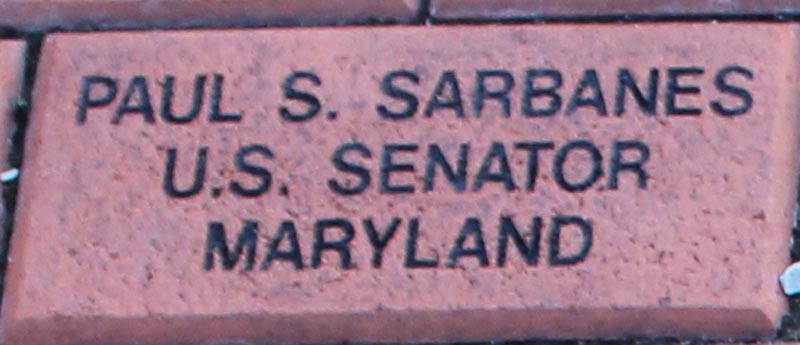 PAUL S. SARBANES
U.S. SENATOR
MARYLAND